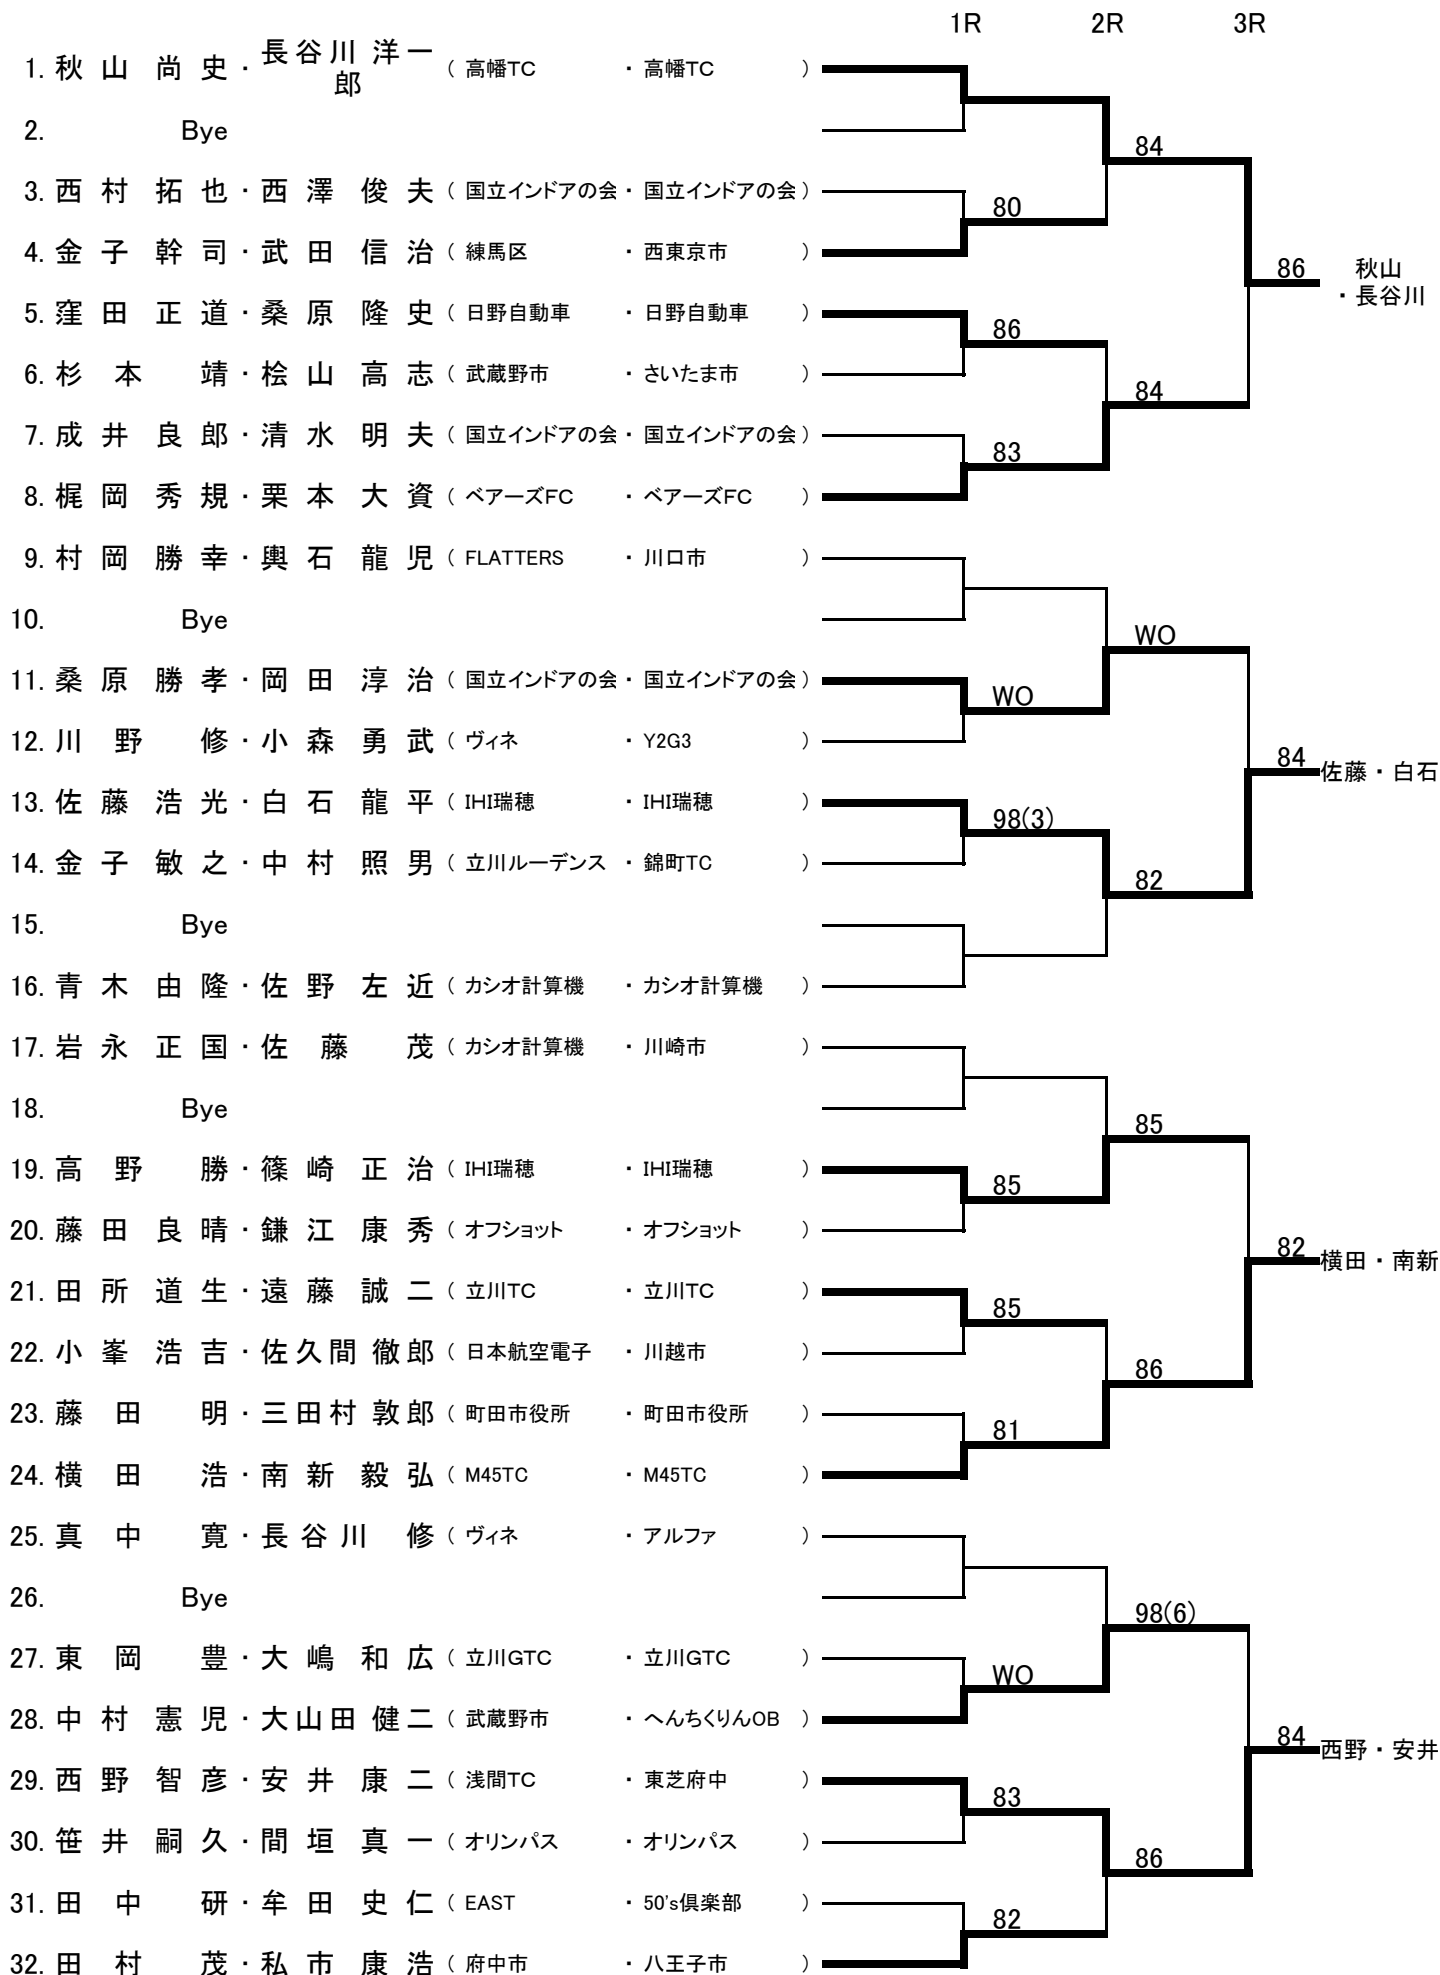 1R 2R 3R
1. 秋山 尚史・長谷川 洋一郎 ( 高幡TC ・ 高幡TC )
2. Bye
84
3. 西村 拓也・西澤 俊夫 ( 国立インドアの会 ・ 国立インドアの会 )
80
4. 金子 幹司・武田 信治 ( 練馬区 ・ 西東京市 )
86 秋山・長谷川
5. 窪田 正道・桑原 隆史 ( 日野自動車 ・ 日野自動車 )
86
6. 杉本 靖・桧山 高志 ( 武蔵野市 ・ さいたま市 )
84
7. 成井 良郎・清水 明夫 ( 国立インドアの会 ・ 国立インドアの会 )
83
8. 梶岡 秀規・栗本 大資 ( ベアーズFC ・ ベアーズFC )
9. 村岡 勝幸・輿石 龍児 ( FLATTERS ・ 川口市 )
10. Bye
WO
11. 桑原 勝孝・岡田 淳治 ( 国立インドアの会 ・ 国立インドアの会 )
WO
12. 川野 修・小森 勇武 ( ヴィネ ・ Y2G3 )
84 佐藤・白石
13. 佐藤 浩光・白石 龍平 ( IHI瑞穂 ・ IHI瑞穂 )
98(3)
14. 金子 敏之・中村 照男 ( 立川ルーデンス ・ 錦町TC )
82
15. Bye
16. 青木 由隆・佐野 左近 ( カシオ計算機 ・ カシオ計算機 )
17. 岩永 正国・佐藤 茂 ( カシオ計算機 ・ 川崎市 )
18. Bye
85
19. 高野 勝・篠崎 正治 ( IHI瑞穂 ・ IHI瑞穂 )
85
20. 藤田 良晴・鎌江 康秀 ( オフショット ・ オフショット )
82 横田・南新
21. 田所 道生・遠藤 誠二 ( 立川TC ・ 立川TC )
85
22. 小峯 浩吉・佐久間 徹郎 ( 日本航空電子 ・ 川越市 )
86
23. 藤田 明・三田村 敦郎 ( 町田市役所 ・ 町田市役所 )
81
24. 横田 浩・南新 毅弘 ( M45TC ・ M45TC )
25. 真中 寛・長谷川 修 ( ヴィネ ・ アルファ )
26. Bye
98(6)
27. 東岡 豊・大嶋 和広 ( 立川GTC ・ 立川GTC )
WO
28. 中村 憲児・大山田 健二 ( 武蔵野市 ・ へんちくりんOB )
84 西野・安井
29. 西野 智彦・安井 康二 ( 浅間TC ・ 東芝府中 )
83
30. 笹井 嗣久・間垣 真一 ( オリンパス ・ オリンパス )
86
31. 田中 研・牟田 史仁 ( EAST ・ 50's倶楽部 )
82
32. 田村 茂・私市 康浩 ( 府中市 ・ 八王子市 )